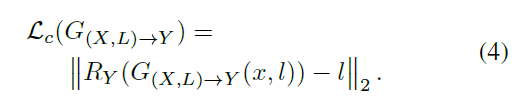 ℒ_c(G_{(X,L)→Y}) =
‖R_Y(G_{(X,L)→Y}(x, l)) − l‖_2 .
(4)